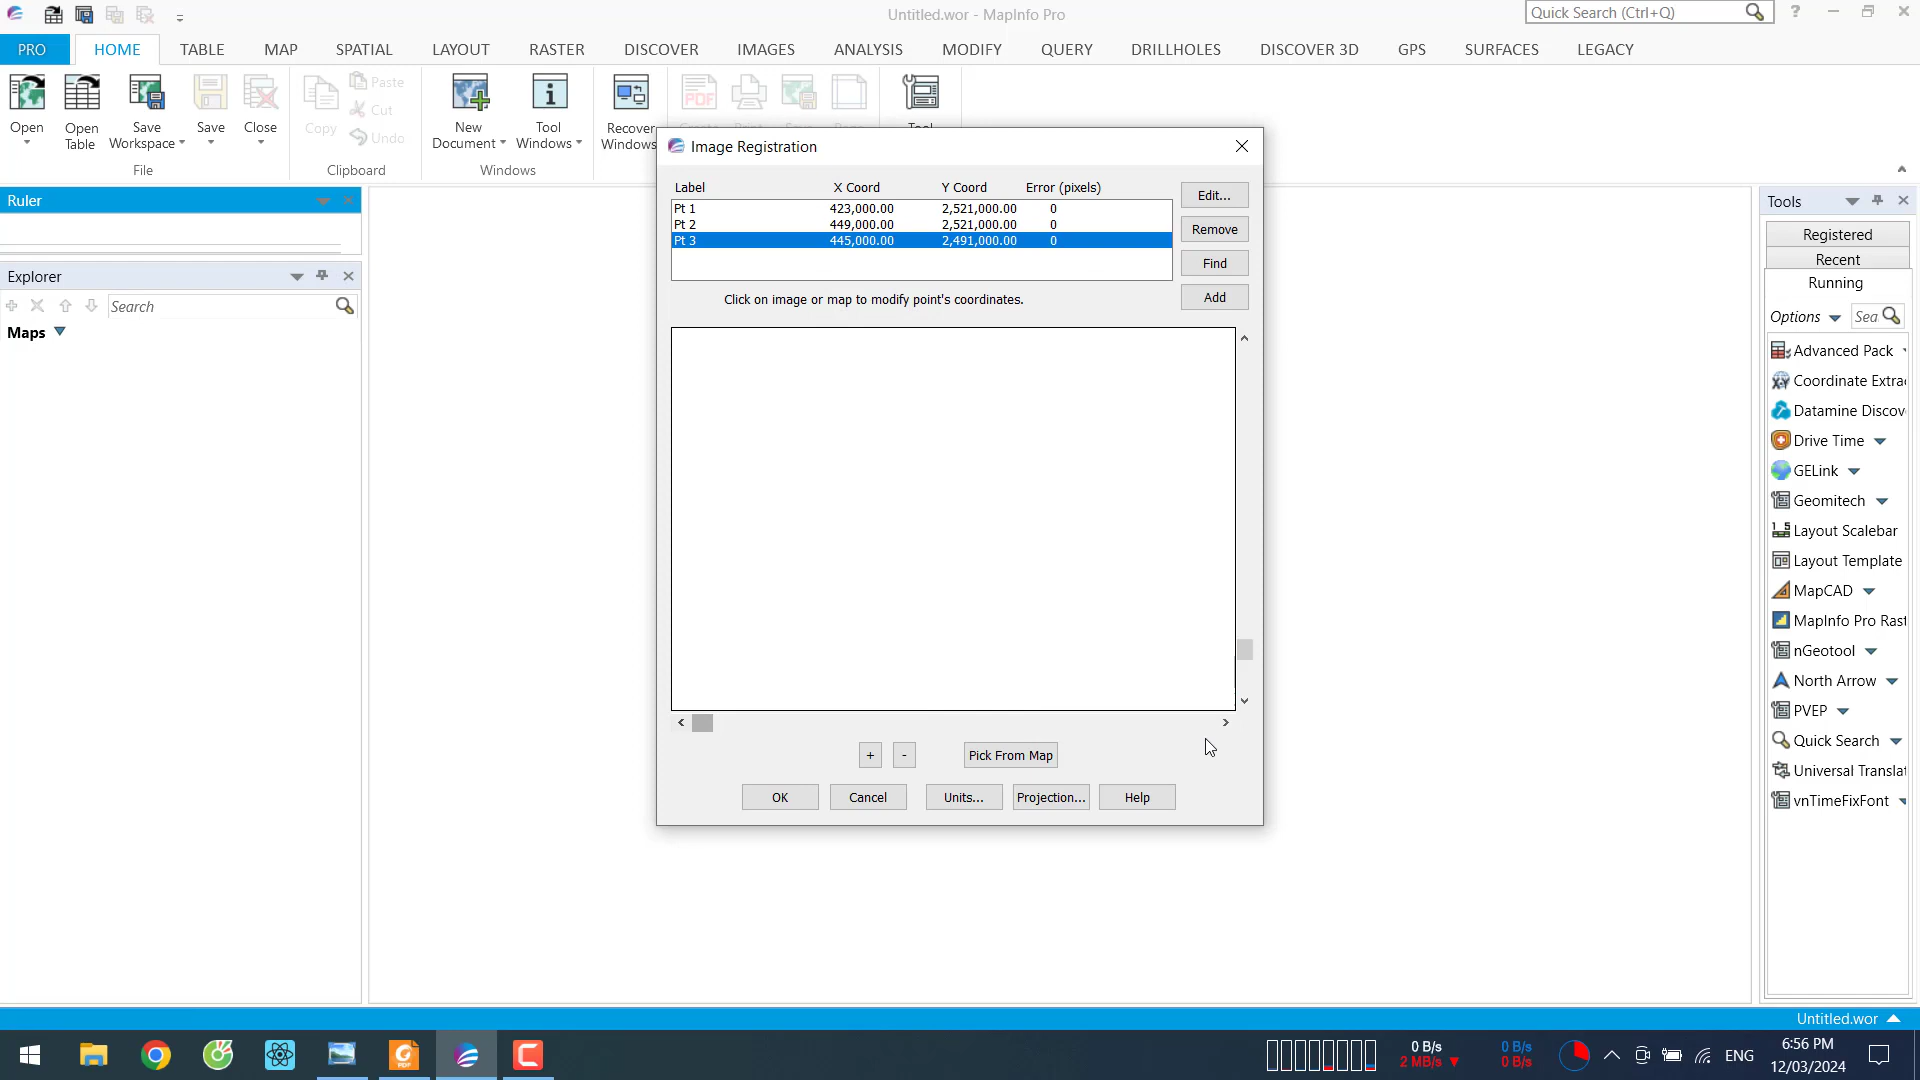 Untitled.wor - MapInfo Pro
Quick Search (Ctrl+Q)
PRO HOME TABLE MAP SPATIAL LAYOUT RASTER DISCOVER IMAGES ANALYSIS MODIFY QUERY DRILLHOLES DISCOVER 3D GPS SURFACES LEGACY
Open
Open Table
Save Workspace
Save
Close
Copy
Paste
Cut
Undo
New Document
Tool Windows
Recover Windows
File
Clipboard
Windows
Ruler
Explorer
Search
Maps
Image Registration
Label X Coord Y Coord Error (pixels)
Pt 1 423,000.00 2,521,000.00 0
Pt 2 449,000.00 2,521,000.00 0
Pt 3 445,000.00 2,491,000.00 0
Edit...
Remove
Find
Add
Click on image or map to modify point's coordinates.
+ - Pick From Map
OK Cancel Units... Projection... Help
Tools
Registered
Recent
Running
Options Sea
Advanced Pack
Coordinate Extra
Datamine Discov
Drive Time
GELink
Geomitech
Layout Scalebar
Layout Template
MapCAD
MapInfo Pro Rast
nGeotool
North Arrow
PVEP
Quick Search
Universal Translat
vnTimeFixFont
Untitled.wor
0 B/s
2 MB/s
0 B/s
0 B/s
ENG
6:56 PM
12/03/2024